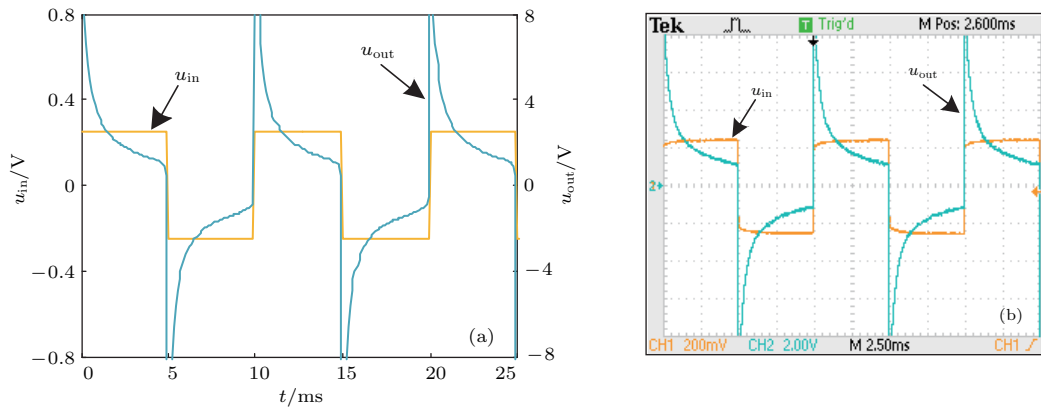 0.8
0.4
0
−0.4
−0.8
u_in/V
8
4
0
−4
−8
u_out/V
0
5
10
15
20
25
t/ms
u_in
u_out
(a)
Tek
T Trig'd
M Pos: 2.600ms
u_in
u_out
2
(b)
CH1 200mV CH2 2.00V M 2.50ms CH1